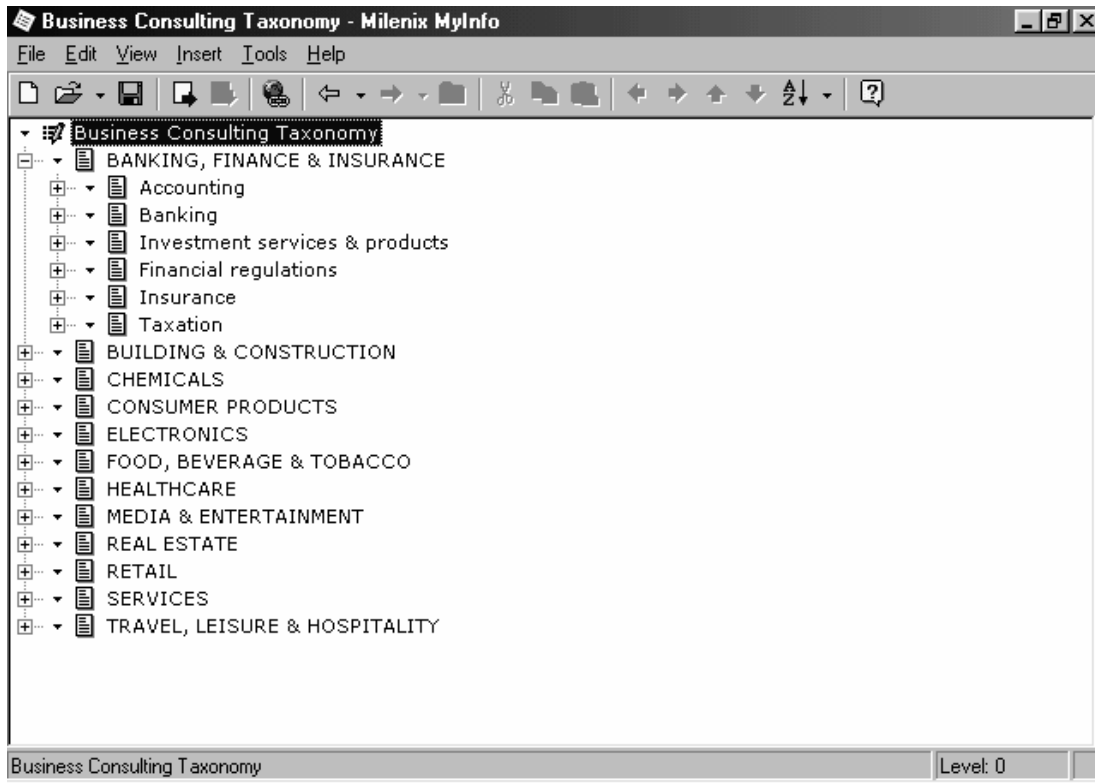 Business Consulting Taxonomy - Milenix MyInfo
File Edit View Insert Tools Help
Business Consulting Taxonomy
BANKING, FINANCE & INSURANCE
Accounting
Banking
Investment services & products
Financial regulations
Insurance
Taxation
BUILDING & CONSTRUCTION
CHEMICALS
CONSUMER PRODUCTS
ELECTRONICS
FOOD, BEVERAGE & TOBACCO
HEALTHCARE
MEDIA & ENTERTAINMENT
REAL ESTATE
RETAIL
SERVICES
TRAVEL, LEISURE & HOSPITALITY
Business Consulting Taxonomy Level: 0